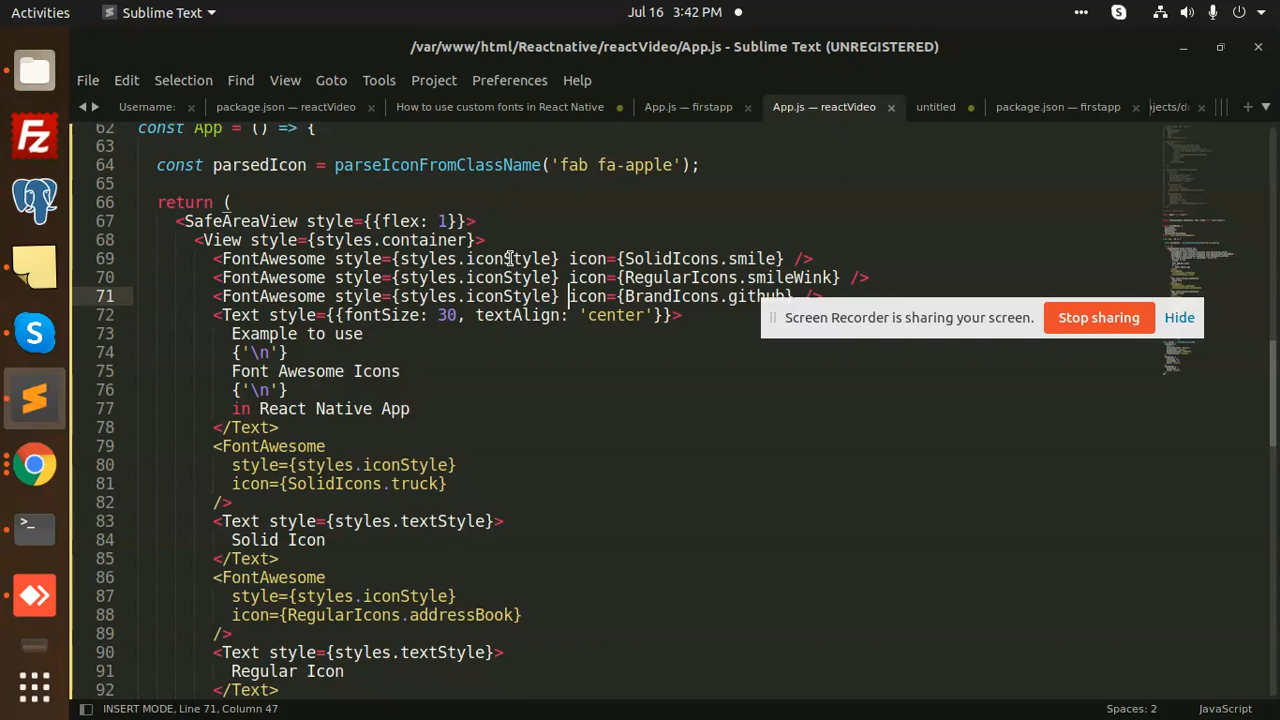 Activities
Sublime Text
Jul 16 3:42 PM
/var/www/html/Reactnative/reactVideo/App.js - Sublime Text (UNREGISTERED)
File Edit Selection Find View Goto Tools Project Preferences Help
Username: package.json — reactVideo How to use custom fonts in React Native App.js — firstapp App.js — reactVideo untitled package.json — firstapp
62 const App = () => {
63
64 const parsedIcon = parseIconFromClassName('fab fa-apple');
65
66 return (
67 <SafeAreaView style={{flex: 1}}>
68 <View style={styles.container}>
69 <FontAwesome style={styles.iconStyle} icon={SolidIcons.smile} />
70 <FontAwesome style={styles.iconStyle} icon={RegularIcons.smileWink} />
71 <FontAwesome style={styles.iconStyle} icon={BrandIcons.github} />
72 <Text style={{fontSize: 30, textAlign: 'center'}}>
Screen Recorder is sharing your screen. Stop sharing Hide
73 Example to use
74 {'\n'}
75 Font Awesome Icons
76 {'\n'}
77 in React Native App
78 </Text>
79 <FontAwesome
80 style={styles.iconStyle}
81 icon={SolidIcons.truck}
82 />
83 <Text style={styles.textStyle}>
84 Solid Icon
85 </Text>
86 <FontAwesome
87 style={styles.iconStyle}
88 icon={RegularIcons.addressBook}
89 />
90 <Text style={styles.textStyle}>
91 Regular Icon
92 </Text>
INSERT MODE, Line 71, Column 47
Spaces: 2
JavaScript